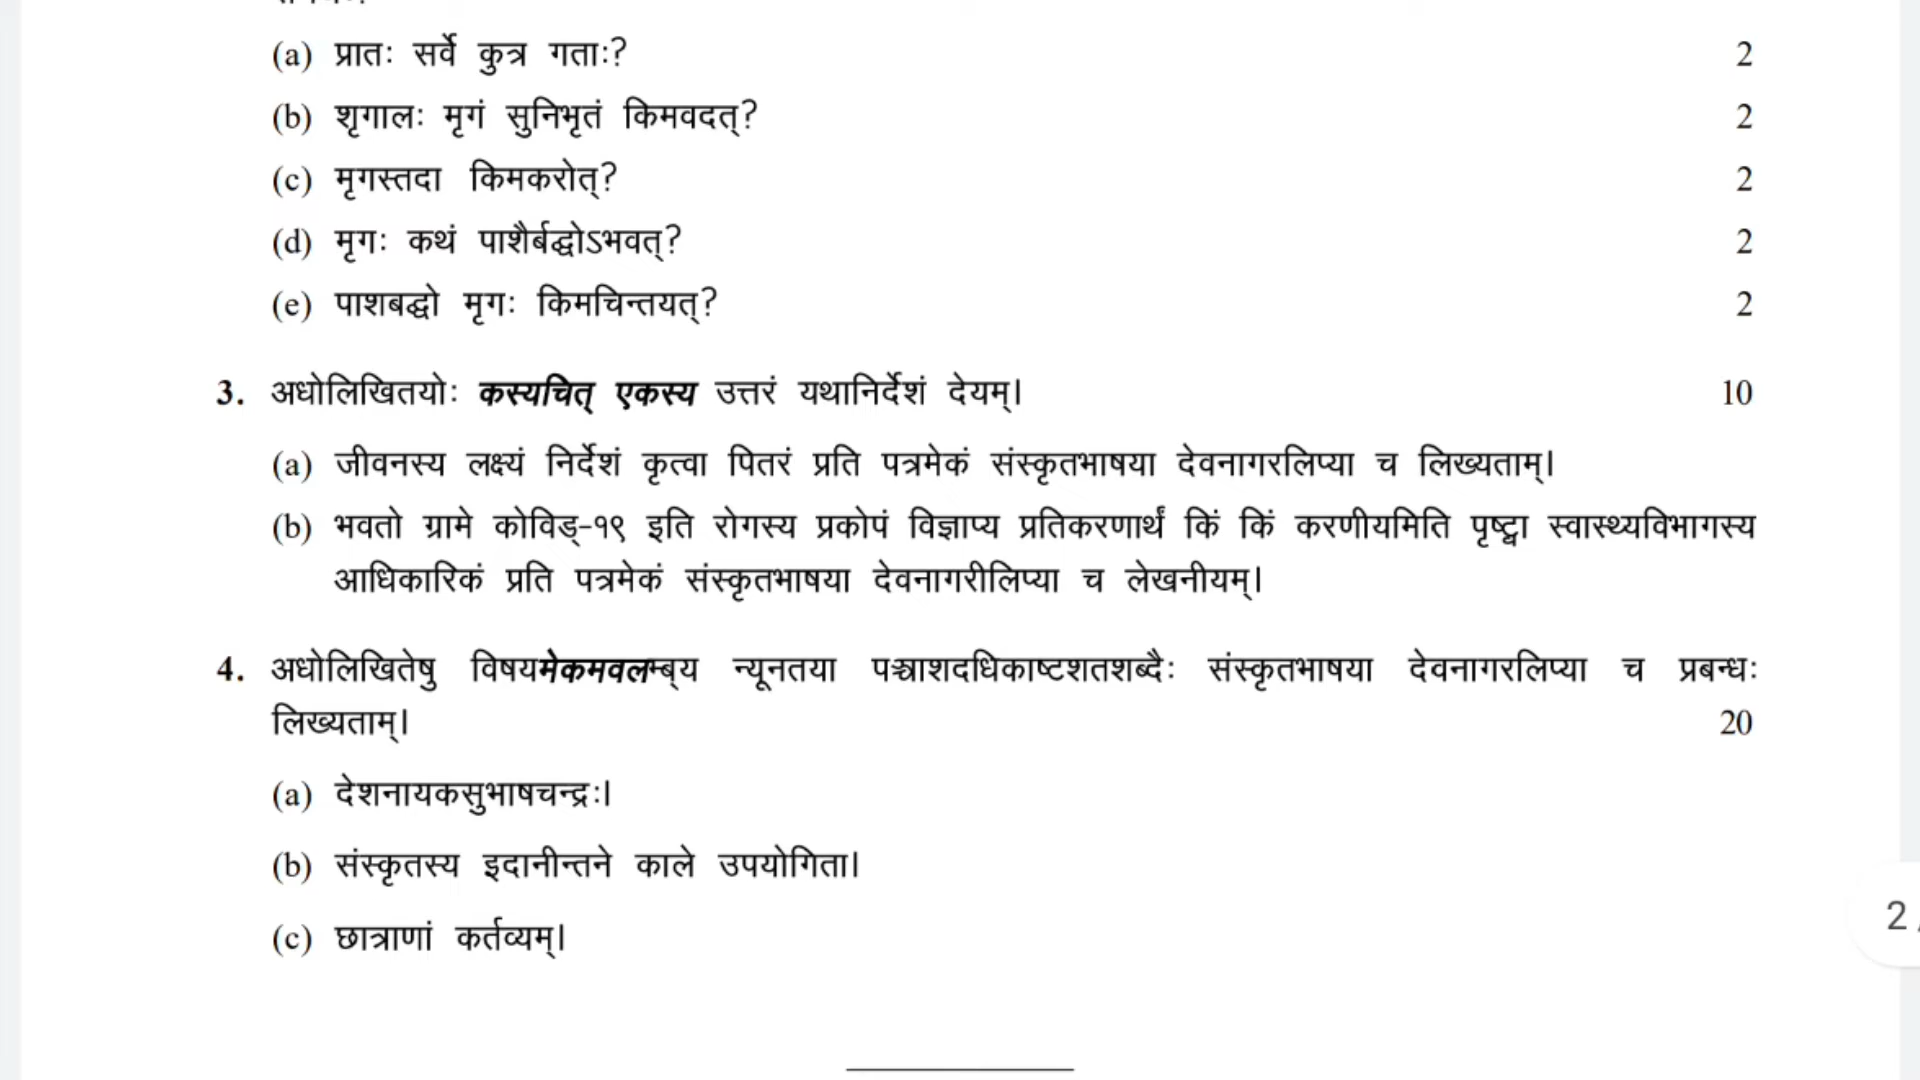 (a) प्रातः सर्वे कुत्र गताः? 2
(b) शृगालः मृगं सुनिभृतं किमवदत्? 2
(c) मृगस्तदा किमकरोत्? 2
(d) मृगः कथं पाशैर्बद्धोऽभवत्? 2
(e) पाशबद्धो मृगः किमचिन्तयत्? 2
3. अधोलिखितयोः कस्यचित् एकस्य उत्तरं यथानिर्देशं देयम्। 10
(a) जीवनस्य लक्ष्यं निर्देशं कृत्वा पितरं प्रति पत्रमेकं संस्कृतभाषया देवनागरलिप्या च लिख्यताम्।
(b) भवतो ग्रामे कोविड्-१९ इति रोगस्य प्रकोपं विज्ञाप्य प्रतिकरणार्थं किं किं करणीयमिति पृष्ट्वा स्वास्थ्यविभागस्य
आधिकारिकं प्रति पत्रमेकं संस्कृतभाषया देवनागरीलिप्या च लेखनीयम्।
4. अधोलिखितेषु विषयमेकमवलम्ब्य न्यूनतया पञ्चाशदधिकाष्टशतशब्दैः संस्कृतभाषया देवनागरलिप्या च प्रबन्धः
लिख्यताम्। 20
(a) देशनायकसुभाषचन्द्रः।
(b) संस्कृतस्य इदानीन्तने काले उपयोगिता।
(c) छात्राणां कर्तव्यम्।
2